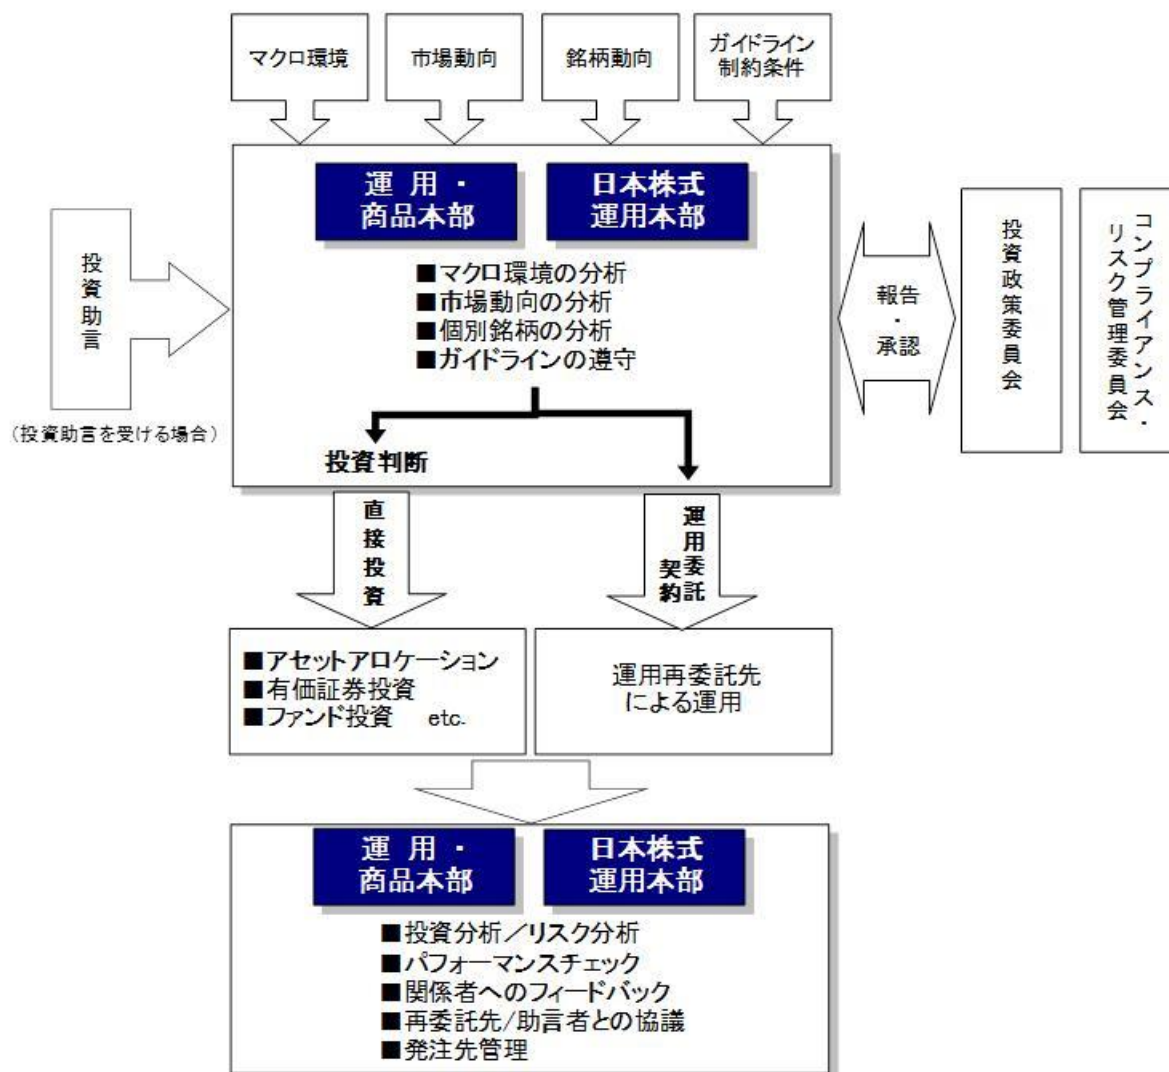 マクロ環境
市場動向
銘柄動向
ガイドライン
制約条件
運 用 ・
商品本部
日本株式
運用本部
■マクロ環境の分析
■市場動向の分析
■個別銘柄の分析
■ガイドラインの遵守
投資助言
(投資助言を受ける場合)
報告
・
承認
投資政策委員会
コンプライアンス・
リスク管理委員会
投資判断
直接投資
運用委託
契約
■アセットアロケーション
■有価証券投資
■ファンド投資 etc.
運用再委託先
による運用
運 用 ・
商品本部
日本株式
運用本部
■投資分析／リスク分析
■パフォーマンスチェック
■関係者へのフィードバック
■再委託先/助言者との協議
■発注先管理